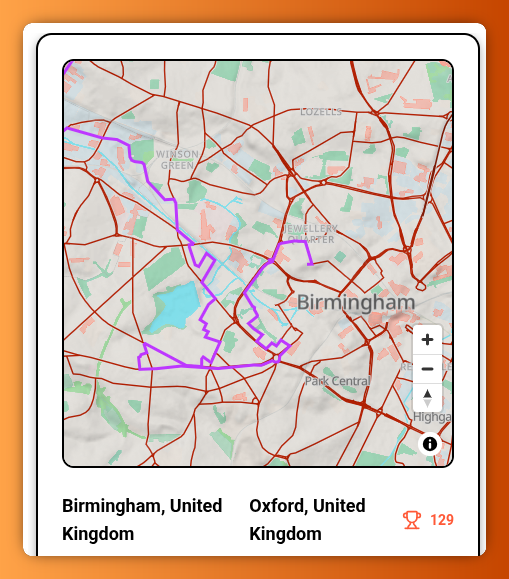 LOZELLS
WINSON
GREEN
JEWELLERY
QUARTER
Birmingham
Park Central
Highga
Birmingham, United
Kingdom
Oxford, United
Kingdom
129